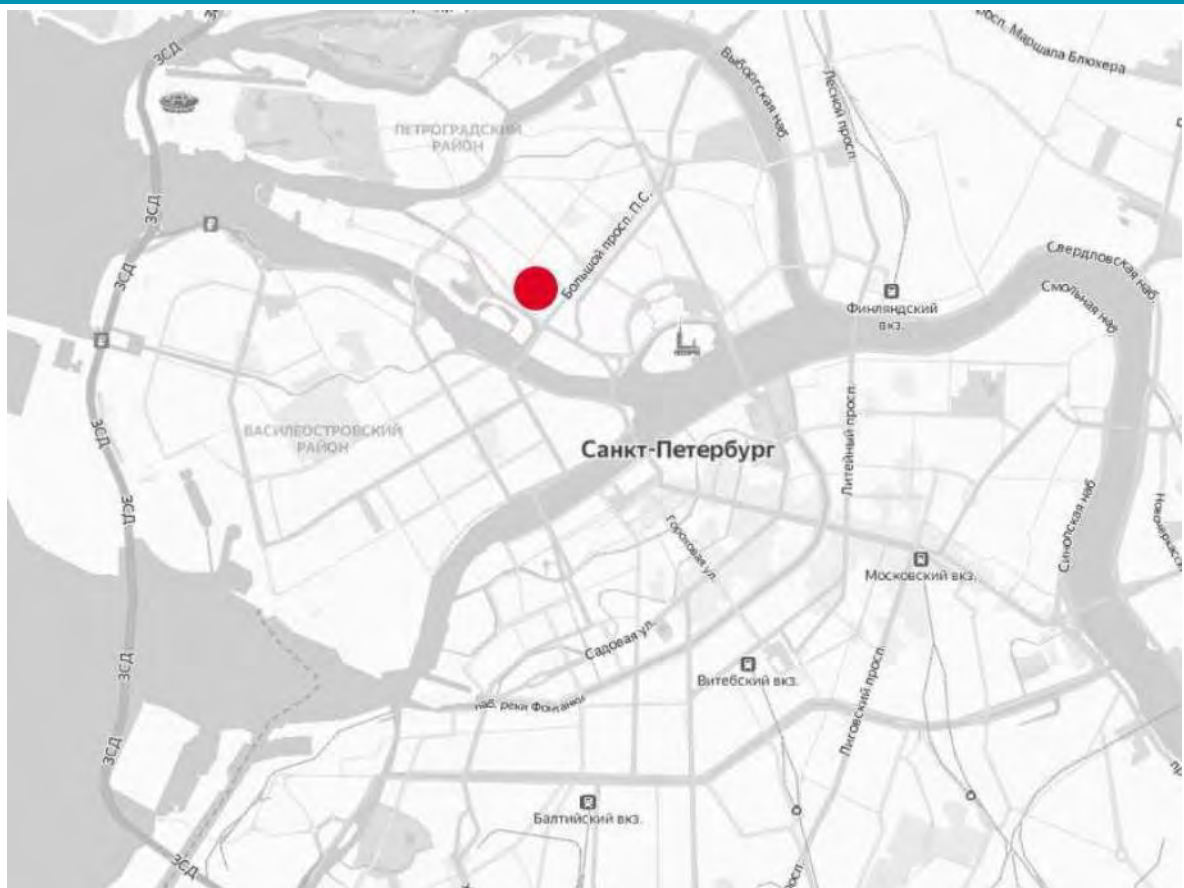 ЗСД
просп. Маршала Блюхера
Выборгская наб.
Лесной просп.
ПЕТРОГРАДСКИЙ
РАЙОН
ЗСД
Большой просп. П.С.
Свердловская наб.
ЗСД
Смольная наб.
Финляндский
вкз.
ВАСИЛЕОСТРОВСКИЙ
РАЙОН
ЗСД
Санкт-Петербург
Литейный просп.
ЗСД
Синопская наб
Гороховая ул.
Московский вкз.
Садовая ул.
ЗСД
Витебский вкз.
наб. реки Фонтанки
Лиговский просп.
ЗСД
Балтийский вкз.
ЗСД